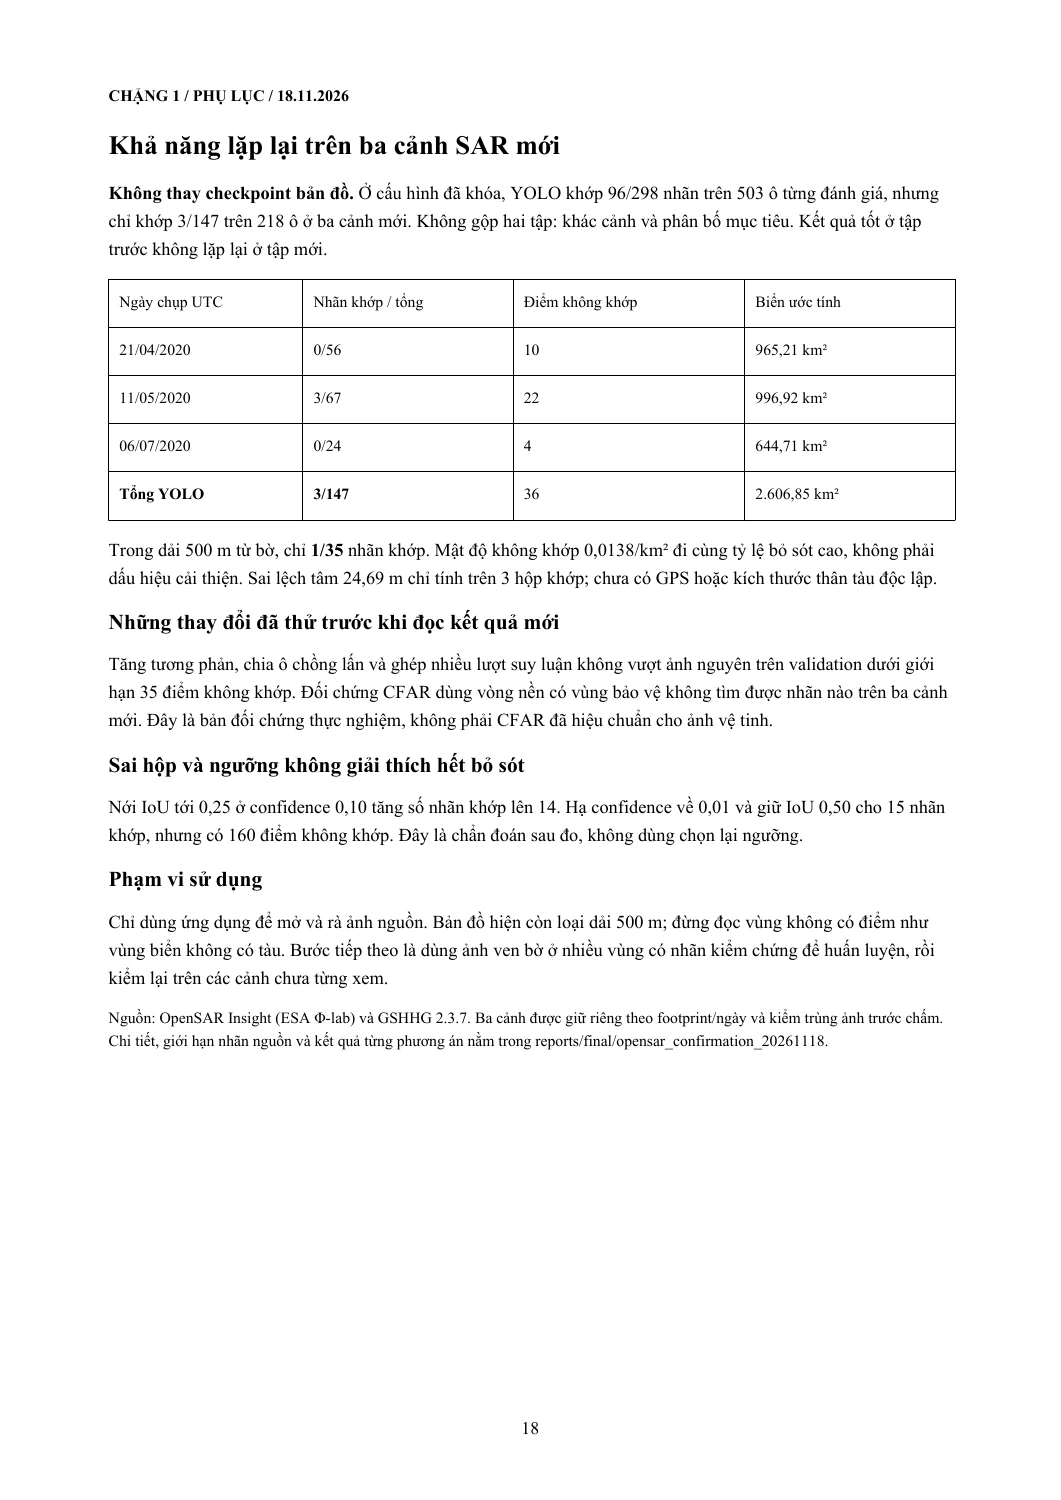 CHẶNG 1 / PHỤ LỤC / 18.11.2026
Khả năng lặp lại trên ba cảnh SAR mới
Không thay checkpoint bản đồ. Ở cấu hình đã khóa, YOLO khớp 96/298 nhãn trên 503 ô từng đánh giá, nhưng
chỉ khớp 3/147 trên 218 ô ở ba cảnh mới. Không gộp hai tập: khác cảnh và phân bố mục tiêu. Kết quả tốt ở tập
trước không lặp lại ở tập mới.
Ngày chụp UTC Nhãn khớp / tổng Điểm không khớp Biển ước tính
21/04/2020 0/56 10 965,21 km²
11/05/2020 3/67 22 996,92 km²
06/07/2020 0/24 4 644,71 km²
Tổng YOLO 3/147 36 2.606,85 km²
Trong dải 500 m từ bờ, chỉ 1/35 nhãn khớp. Mật độ không khớp 0,0138/km² đi cùng tỷ lệ bỏ sót cao, không phải
dấu hiệu cải thiện. Sai lệch tâm 24,69 m chỉ tính trên 3 hộp khớp; chưa có GPS hoặc kích thước thân tàu độc lập.
Những thay đổi đã thử trước khi đọc kết quả mới
Tăng tương phản, chia ô chồng lấn và ghép nhiều lượt suy luận không vượt ảnh nguyên trên validation dưới giới
hạn 35 điểm không khớp. Đối chứng CFAR dùng vòng nền có vùng bảo vệ không tìm được nhãn nào trên ba cảnh
mới. Đây là bản đối chứng thực nghiệm, không phải CFAR đã hiệu chuẩn cho ảnh vệ tinh.
Sai hộp và ngưỡng không giải thích hết bỏ sót
Nới IoU tới 0,25 ở confidence 0,10 tăng số nhãn khớp lên 14. Hạ confidence về 0,01 và giữ IoU 0,50 cho 15 nhãn
khớp, nhưng có 160 điểm không khớp. Đây là chẩn đoán sau đo, không dùng chọn lại ngưỡng.
Phạm vi sử dụng
Chỉ dùng ứng dụng để mở và rà ảnh nguồn. Bản đồ hiện còn loại dải 500 m; đừng đọc vùng không có điểm như
vùng biển không có tàu. Bước tiếp theo là dùng ảnh ven bờ ở nhiều vùng có nhãn kiểm chứng để huấn luyện, rồi
kiểm lại trên các cảnh chưa từng xem.
Nguồn: OpenSAR Insight (ESA Φ-lab) và GSHHG 2.3.7. Ba cảnh được giữ riêng theo footprint/ngày và kiểm trùng ảnh trước chấm.
Chi tiết, giới hạn nhãn nguồn và kết quả từng phương án nằm trong reports/final/opensar_confirmation_20261118.
18